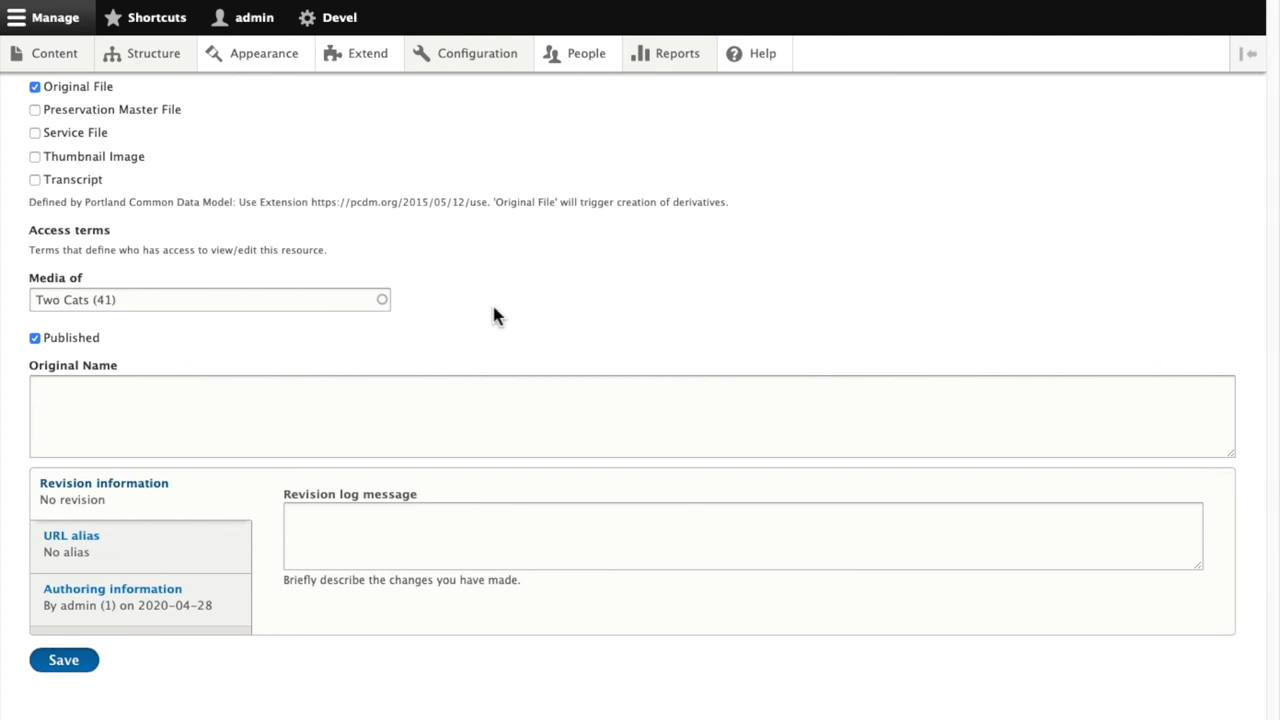 Manage Shortcuts admin Devel
Content Structure Appearance Extend Configuration People Reports Help
Original File
Preservation Master File
Service File
Thumbnail Image
Transcript
Defined by Portland Common Data Model: Use Extension https://pcdm.org/2015/05/12/use. 'Original File' will trigger creation of derivatives.
Access terms
Terms that define who has access to view/edit this resource.
Media of
Two Cats (41)
Published
Original Name
Revision information
No revision
URL alias
No alias
Authoring information
By admin (1) on 2020-04-28
Revision log message
Briefly describe the changes you have made.
Save